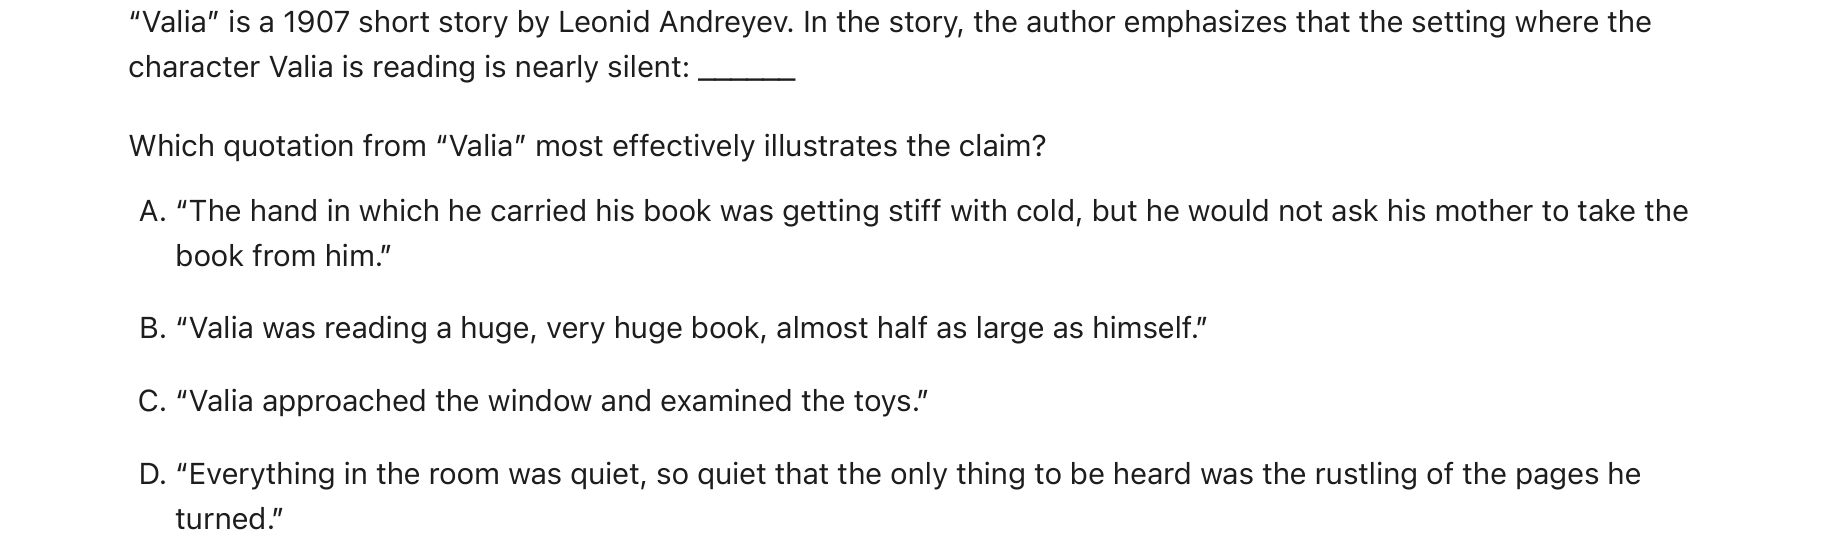 “Valia” is a 1907 short story by Leonid Andreyev. In the story, the author emphasizes that the setting where the
character Valia is reading is nearly silent: ______
Which quotation from “Valia” most effectively illustrates the claim?
A. “The hand in which he carried his book was getting stiff with cold, but he would not ask his mother to take the
book from him.”
B. “Valia was reading a huge, very huge book, almost half as large as himself.”
C. “Valia approached the window and examined the toys.”
D. “Everything in the room was quiet, so quiet that the only thing to be heard was the rustling of the pages he
turned.”